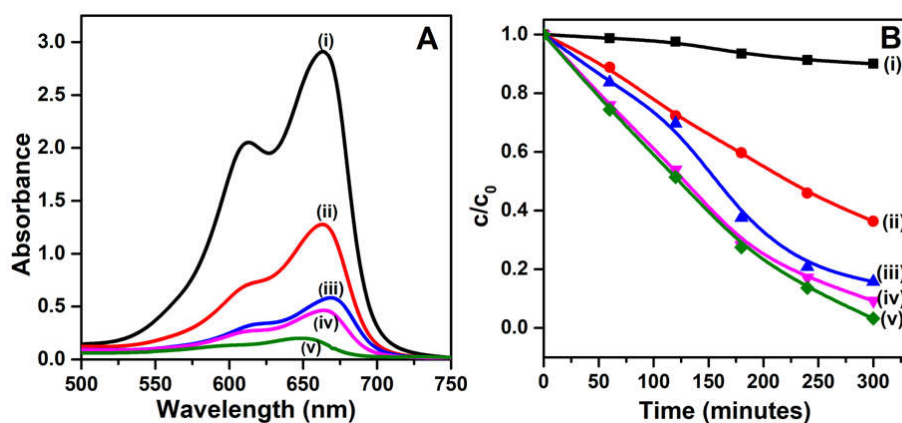 A
3.0
2.5
2.0
1.5
1.0
0.5
0.0
Absorbance
(i)
(ii)
(iii)
(iv)
(v)
500
550
600
650
700
750
Wavelength (nm)
B
1.0
0.8
0.6
0.4
0.2
0.0
c/c0
(i)
(ii)
(iii)
(iv)
(v)
0
50
100
150
200
250
300
Time (minutes)